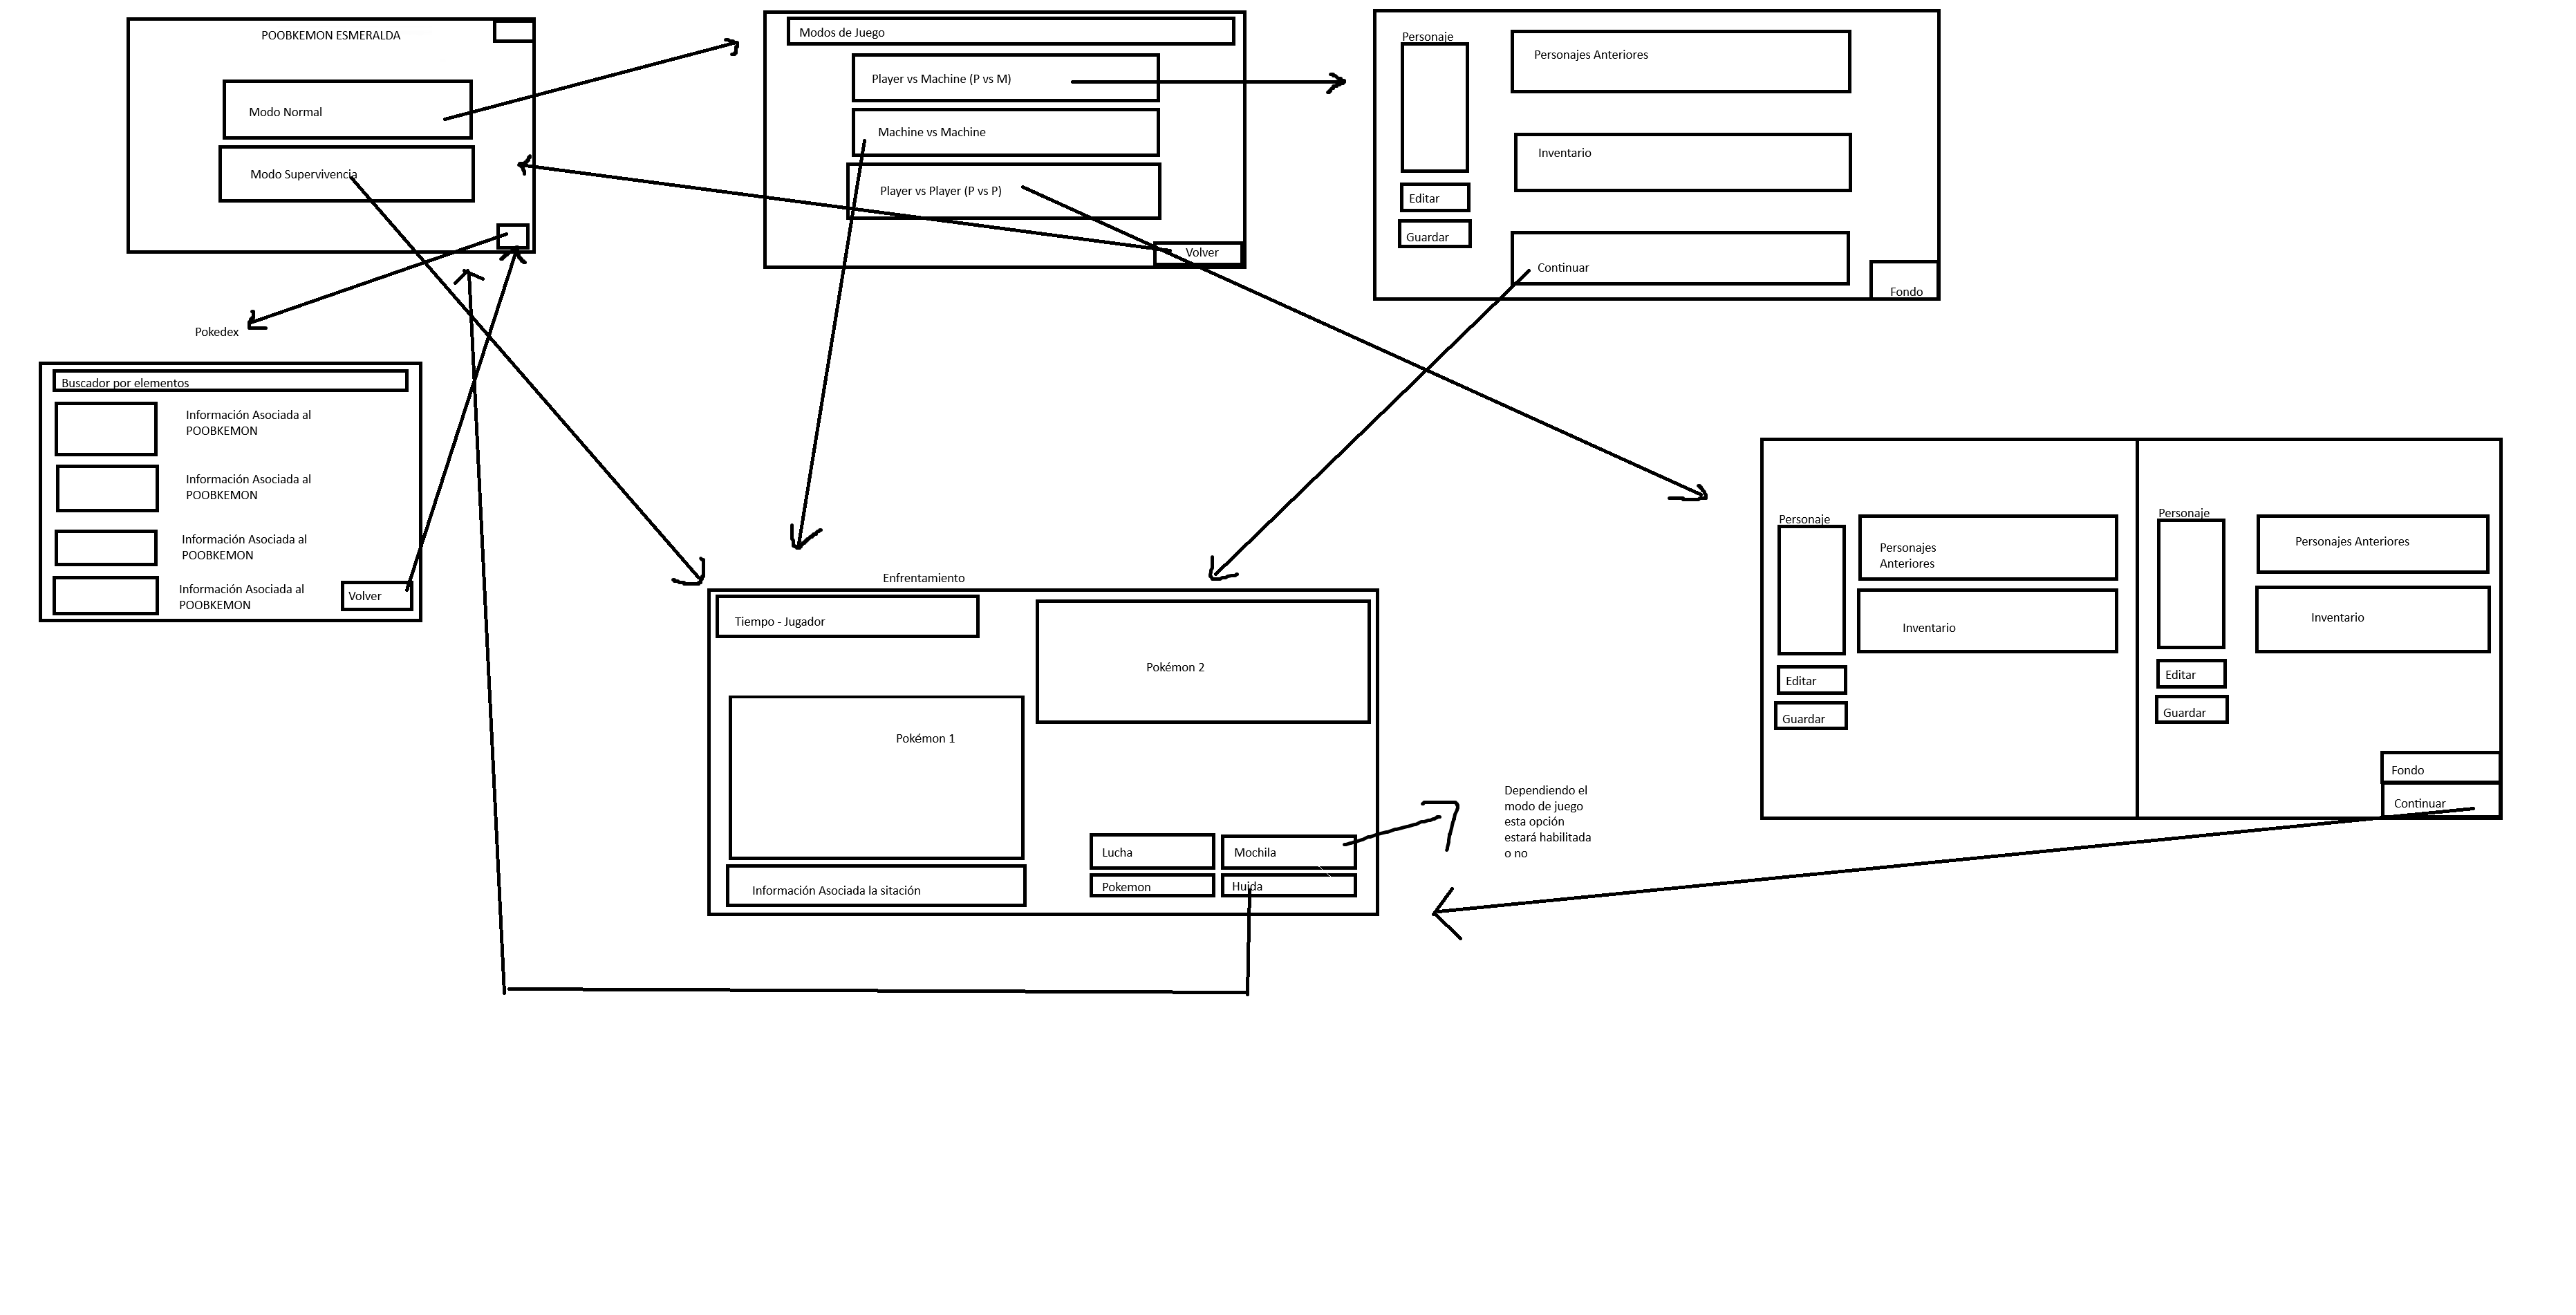 POOBKEMON ESMERALDA
Modo Normal
Modo Supervivencia
Modos de Juego
Player vs Machine (P vs M)
Machine vs Machine
Player vs Player (P vs P)
Volver
Personaje
Personajes Anteriores
Inventario
Editar
Guardar
Continuar
Fondo
Pokedex
Buscador por elementos
Información Asociada al
POOBKEMON
Información Asociada al
POOBKEMON
Información Asociada al
POOBKEMON
Información Asociada al
POOBKEMON
Volver
Enfrentamiento
Tiempo - Jugador
Pokémon 2
Pokémon 1
Información Asociada la sitación
Lucha
Mochila
Pokemon
Huida
Dependiendo el
modo de juego
esta opción
estará habilitada
o no
Personaje
Personajes
Anteriores
Inventario
Editar
Guardar
Personaje
Personajes Anteriores
Inventario
Editar
Guardar
Fondo
Continuar